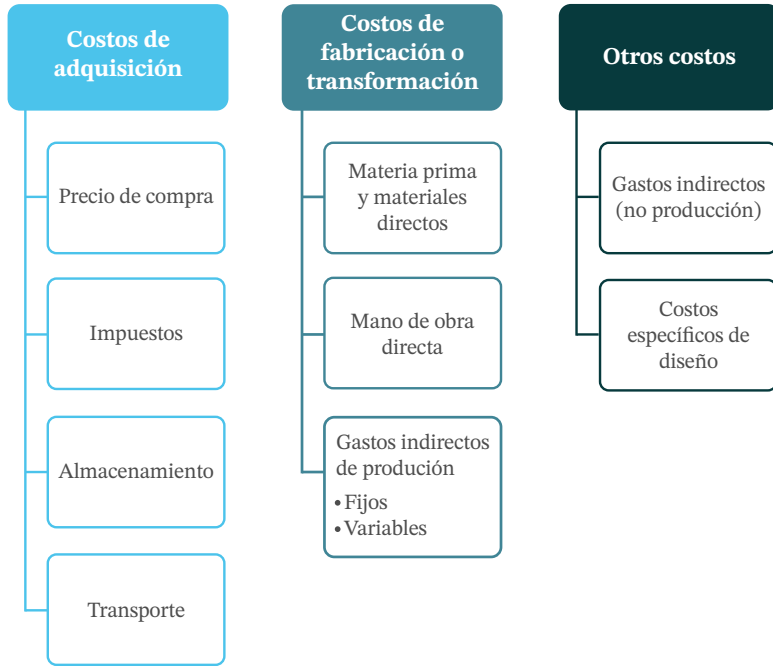 Costos de
adquisición
Precio de compra
Impuestos
Almacenamiento
Transporte
Costos de
fabricación o
transformación
Materia prima
y materiales
directos
Mano de obra
directa
Gastos indirectos
de produción
• Fijos
• Variables
Otros costos
Gastos indirectos
(no producción)
Costos
específicos de
diseño